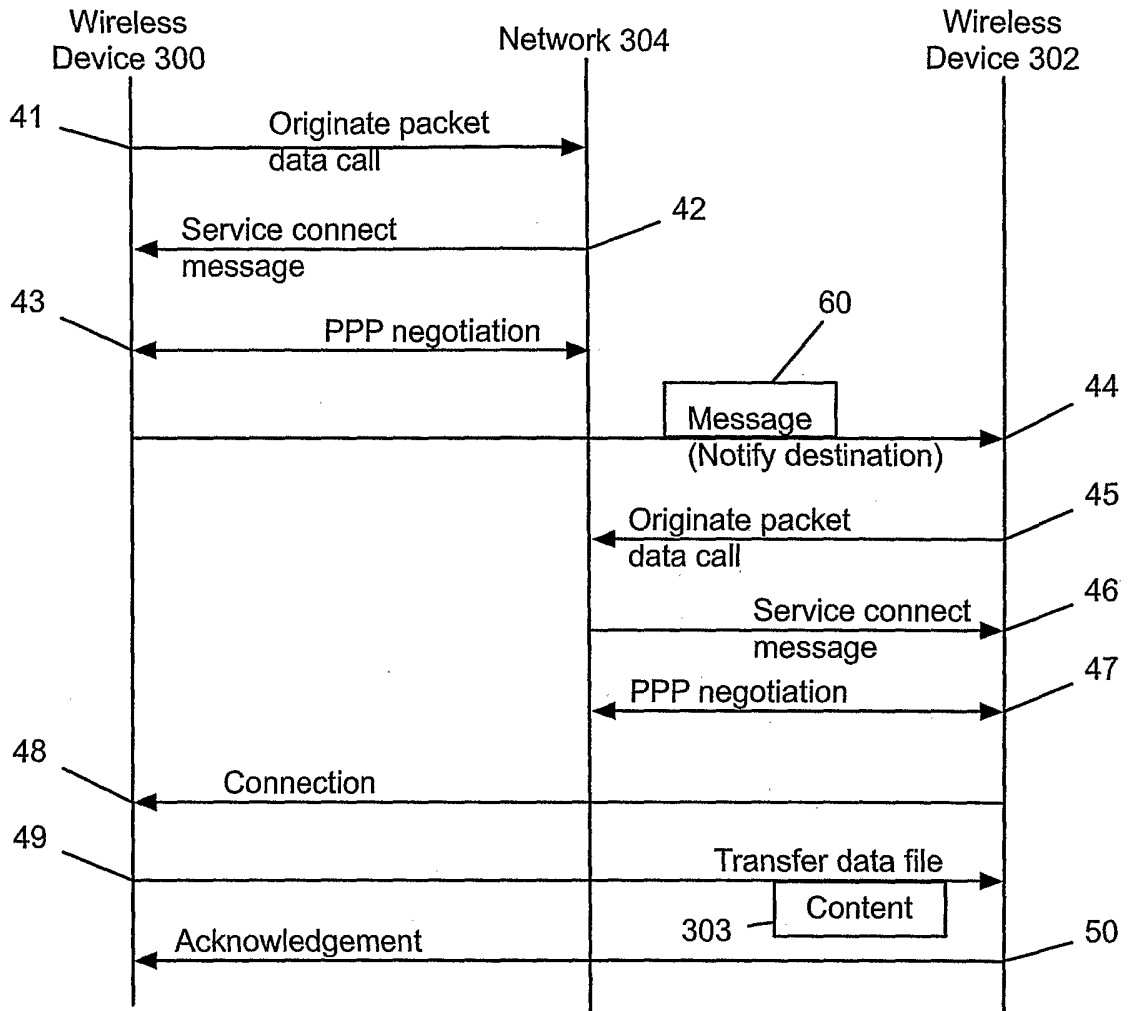 Wireless
Device 300
Network 304
Wireless
Device 302
41
Originate packet
data call
42
Service connect
message
43
PPP negotiation
60
Message
(Notify destination)
44
45
Originate packet
data call
46
Service connect
message
47
PPP negotiation
48
Connection
49
Transfer data file
Content
303
50
Acknowledgement